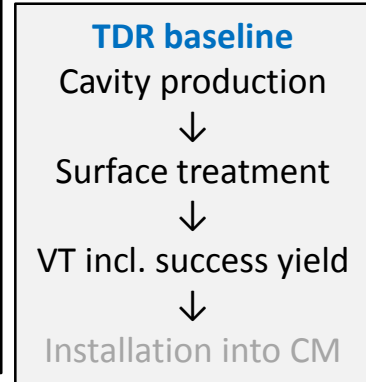 TDR baseline
Cavity production
↓
Surface treatment
↓
VT incl. success yield
↓
Installation into CM